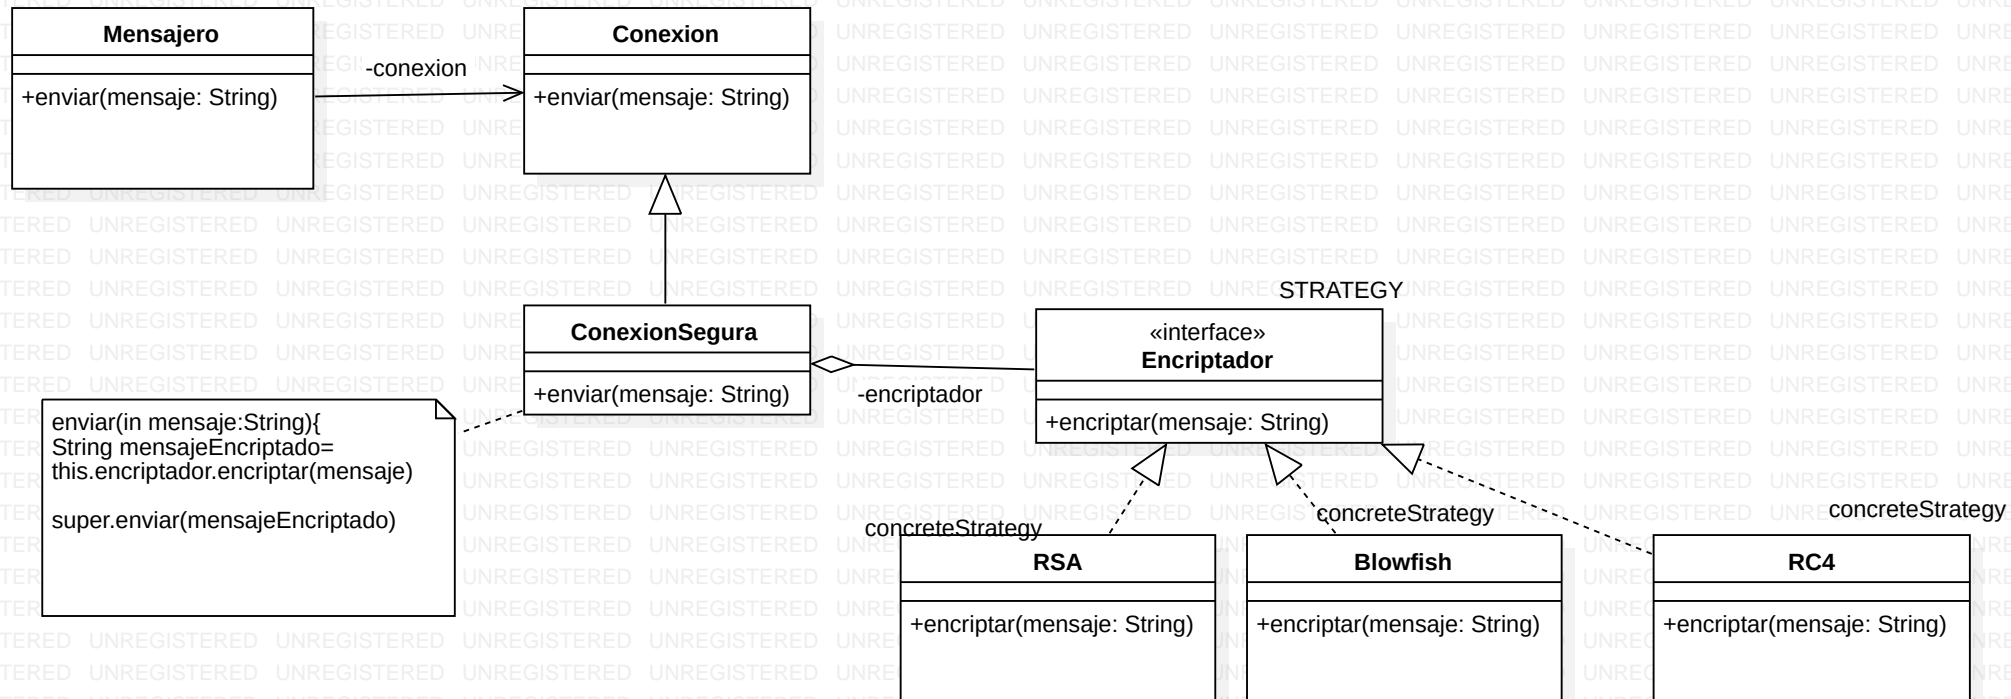 Mensajero
+enviar(mensaje: String)
-conexion
Conexion
+enviar(mensaje: String)
ConexionSegura
+enviar(mensaje: String)
-encriptador
STRATEGY
«interface»
Encriptador
+encriptar(mensaje: String)
enviar(in mensaje:String){
String mensajeEncriptado=
this.encriptador.encriptar(mensaje)
super.enviar(mensajeEncriptado)
concreteStrategy
RSA
+encriptar(mensaje: String)
concreteStrategy
Blowfish
+encriptar(mensaje: String)
concreteStrategy
RC4
+encriptar(mensaje: String)
UNREGISTERED